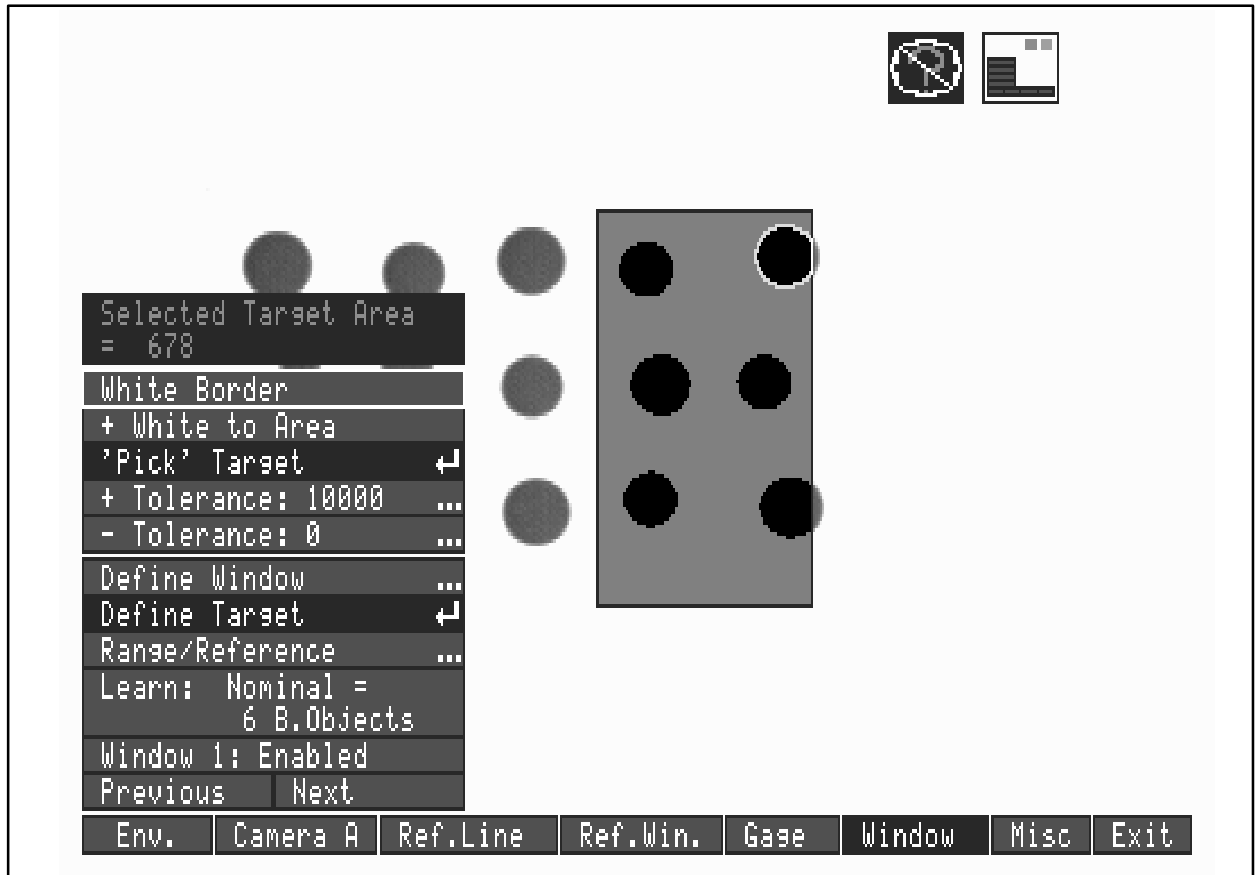 Selected Target Area
= 678
White Border
+ White to Area
'Pick' Target
+ Tolerance: 10000 ...
- Tolerance: 0 ...
Define Window ...
Define Target
Range/Reference ...
Learn: Nominal =
6 B.Objects
Window 1: Enabled
Previous Next
Env. Camera A Ref.Line Ref.Win. Gage Window Misc Exit